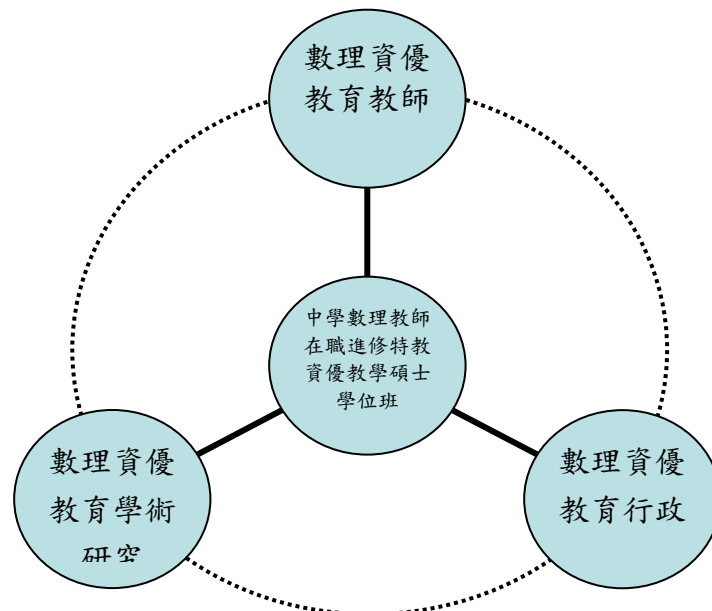 數理資優
教育教師
中學數理教師
在職進修特教
資優教學碩士
學位班
數理資優
教育學術
研究
數理資優
教育行政